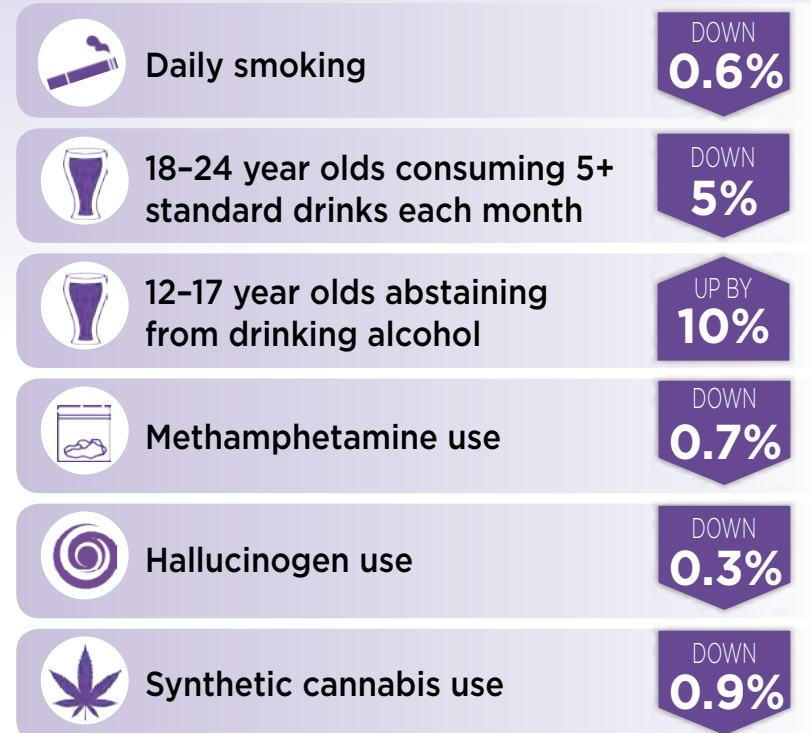 Daily smoking
DOWN
0.6%
18–24 year olds consuming 5+
standard drinks each month
DOWN
5%
12–17 year olds abstaining
from drinking alcohol
UP BY
10%
Methamphetamine use
DOWN
0.7%
Hallucinogen use
DOWN
0.3%
Synthetic cannabis use
DOWN
0.9%